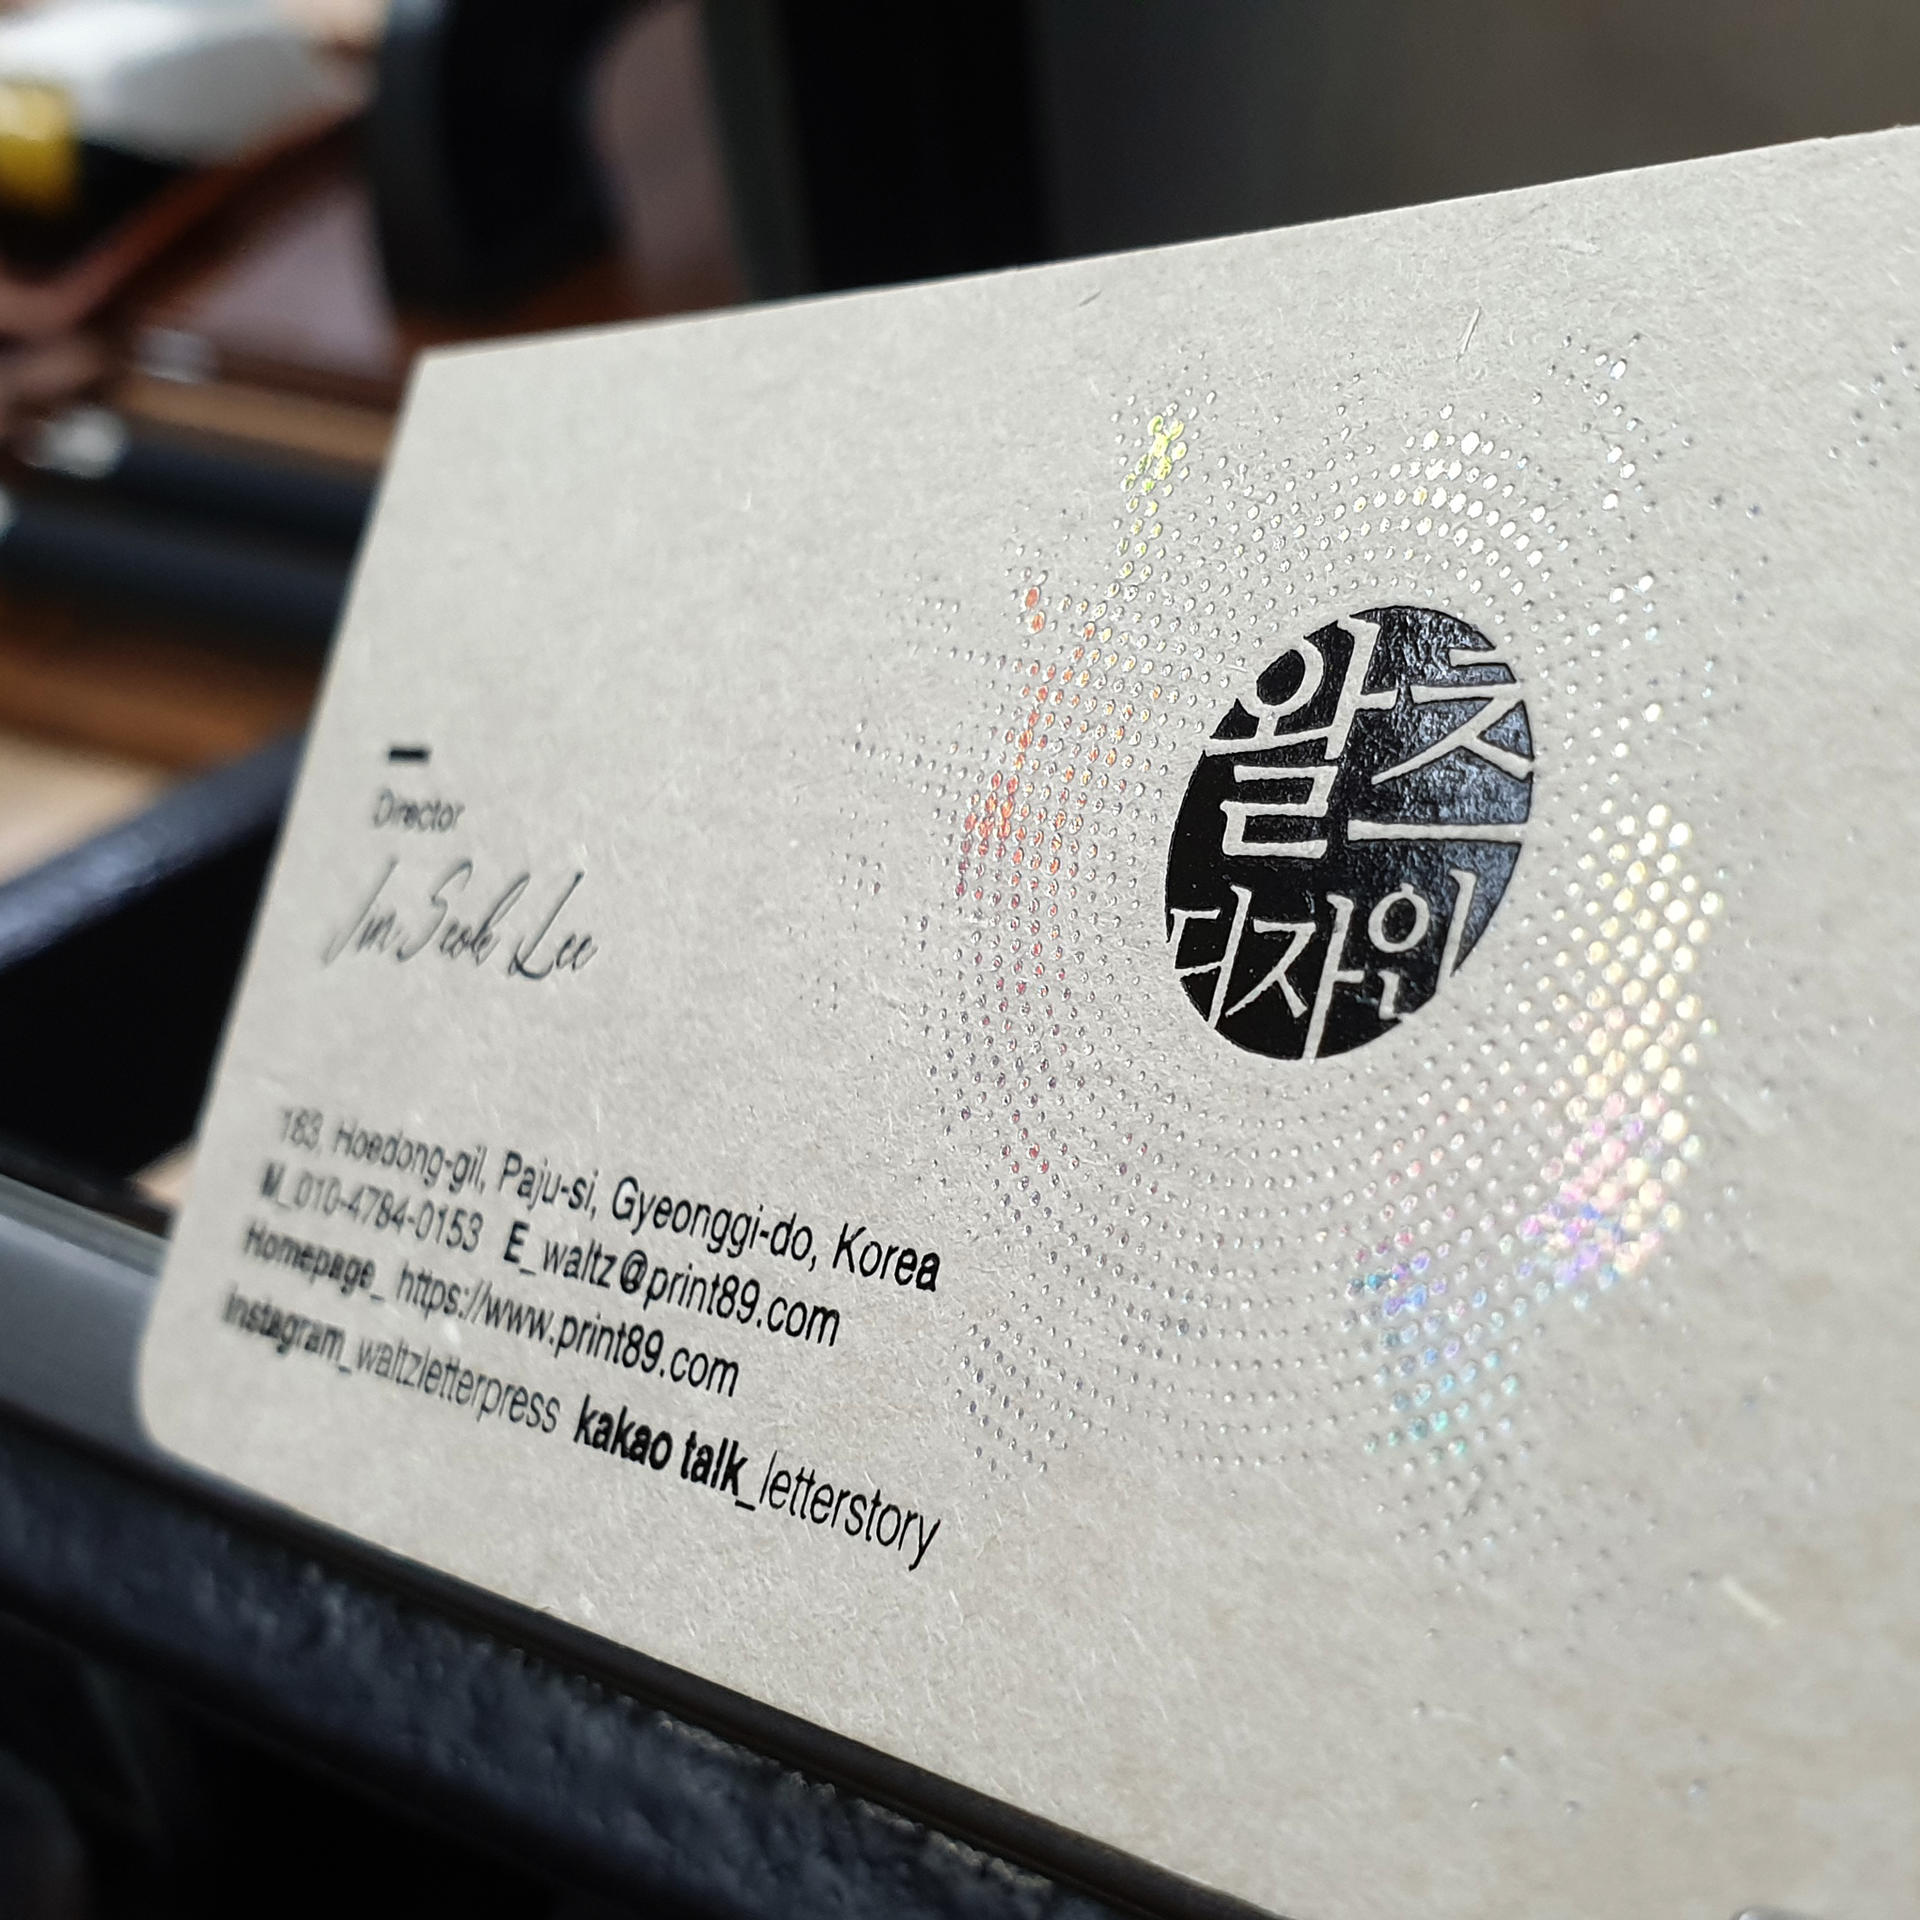 Director
Jin-Seok Lee
왈츠
디자인
183, Hoedong-gil, Paju-si, Gyeonggi-do, Korea
M_010-4784-0153 E_waltz@print89.com
Homepage_ https://www.print89.com
Instagram_waltzletterpress kakao talk_letterstory